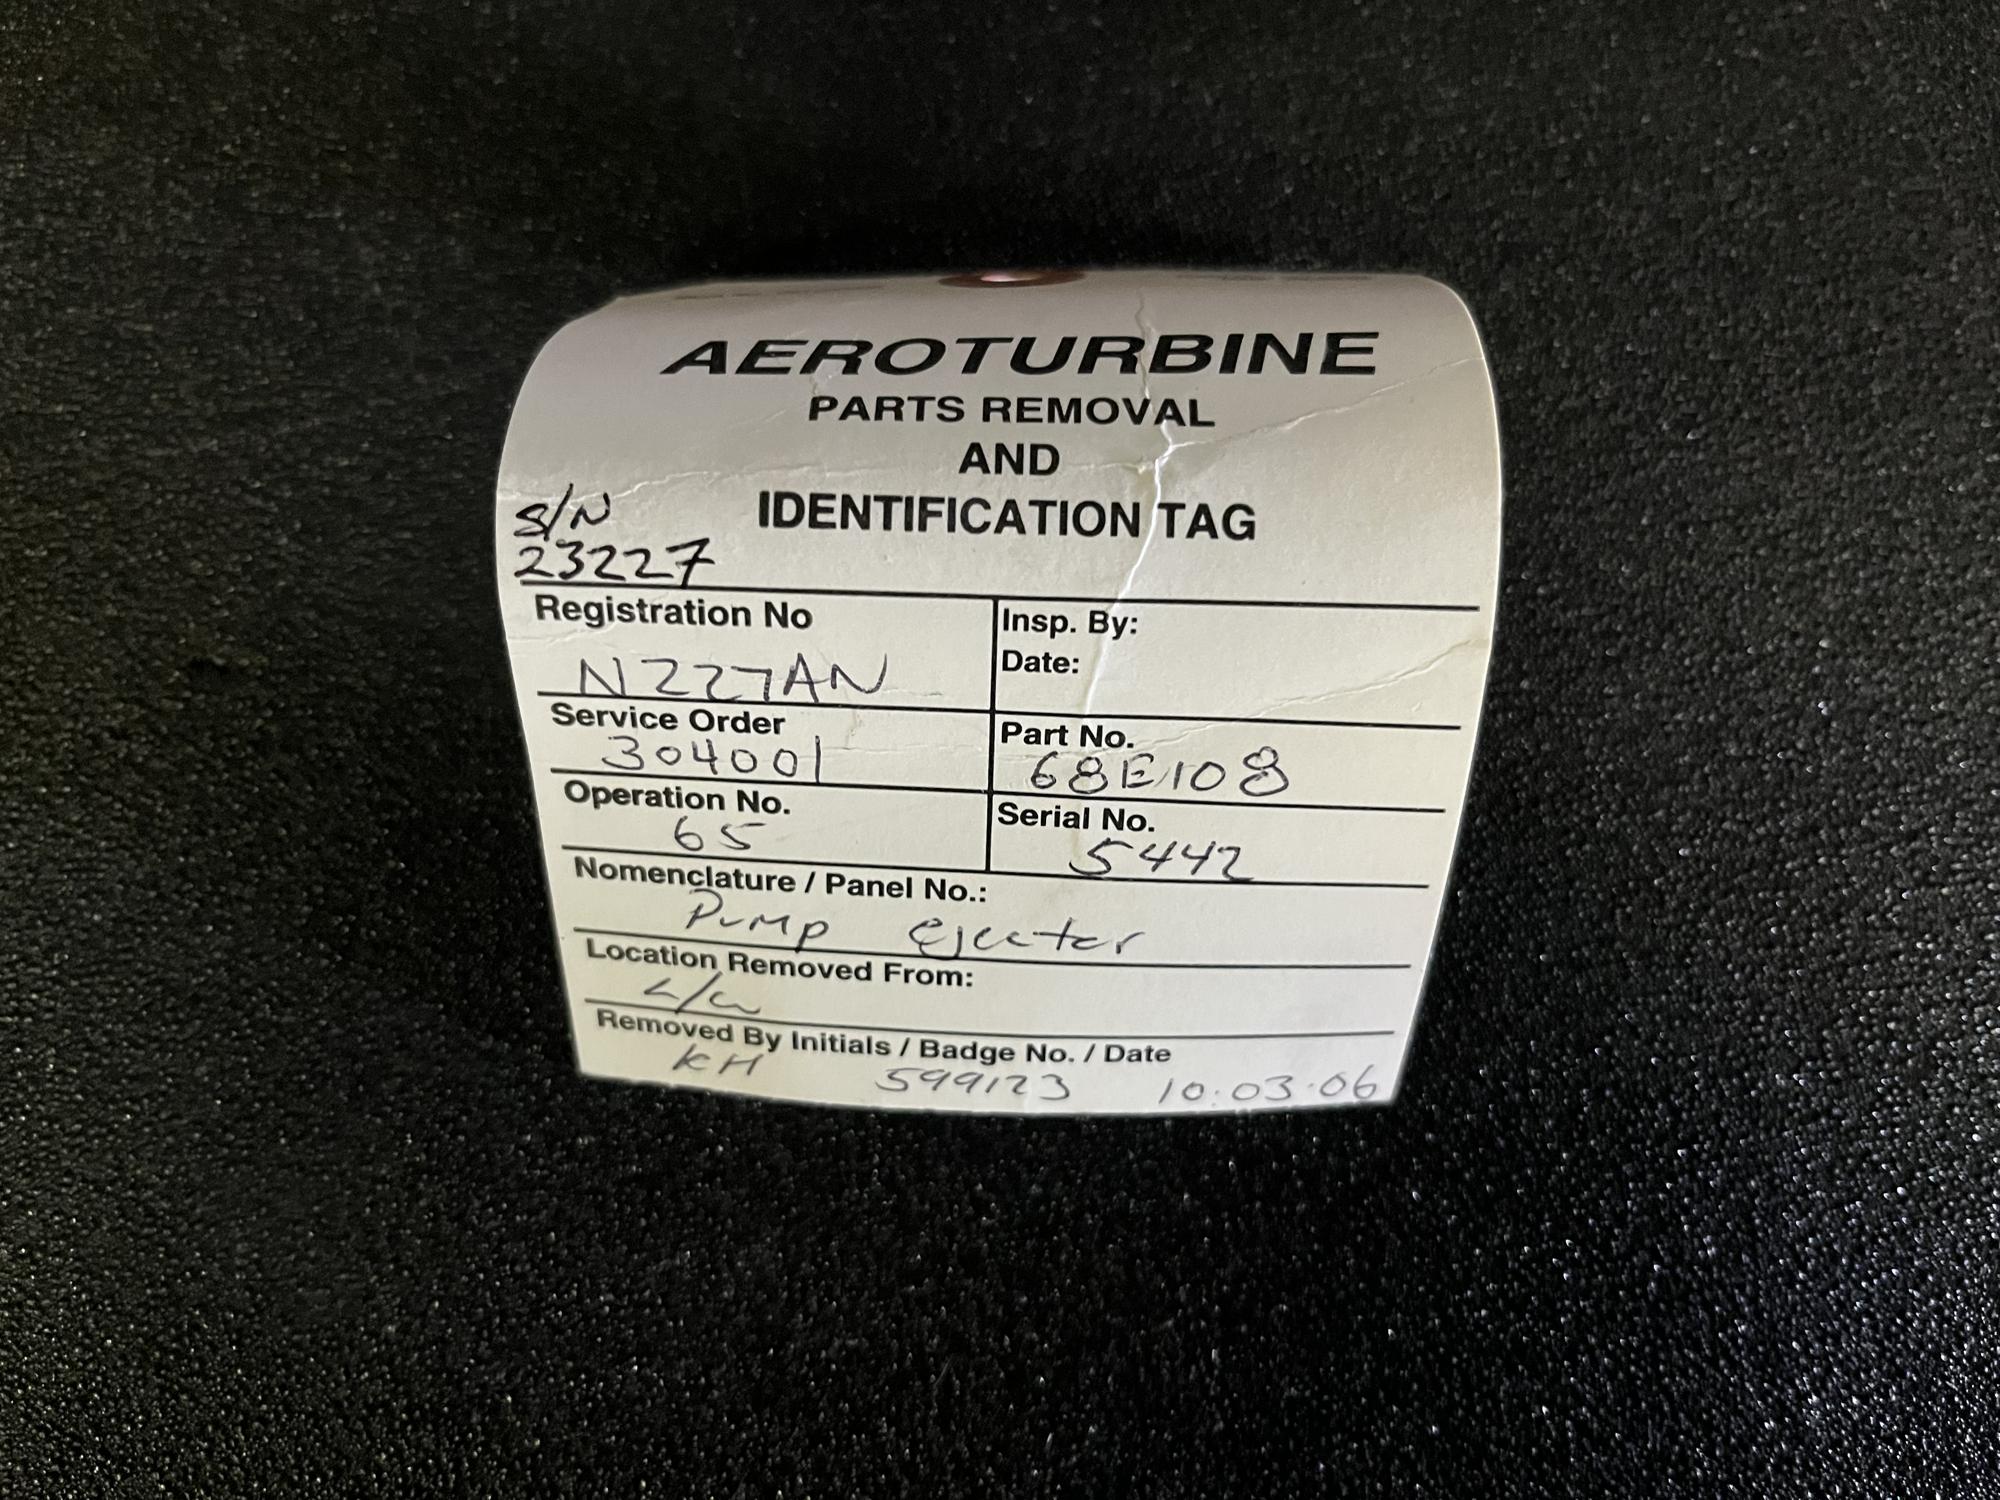 AEROTURBINE
PARTS REMOVAL
AND
IDENTIFICATION TAG
S/N
23227
Registration No
N227AN
Insp. By:
Date:
Service Order
304001
Part No.
68E108
Operation No.
65
Serial No.
5442
Nomenclature / Panel No.:
Pump ejector
Location Removed From:
L/W
Removed By Initials / Badge No. / Date
KH 599123 10.03.06